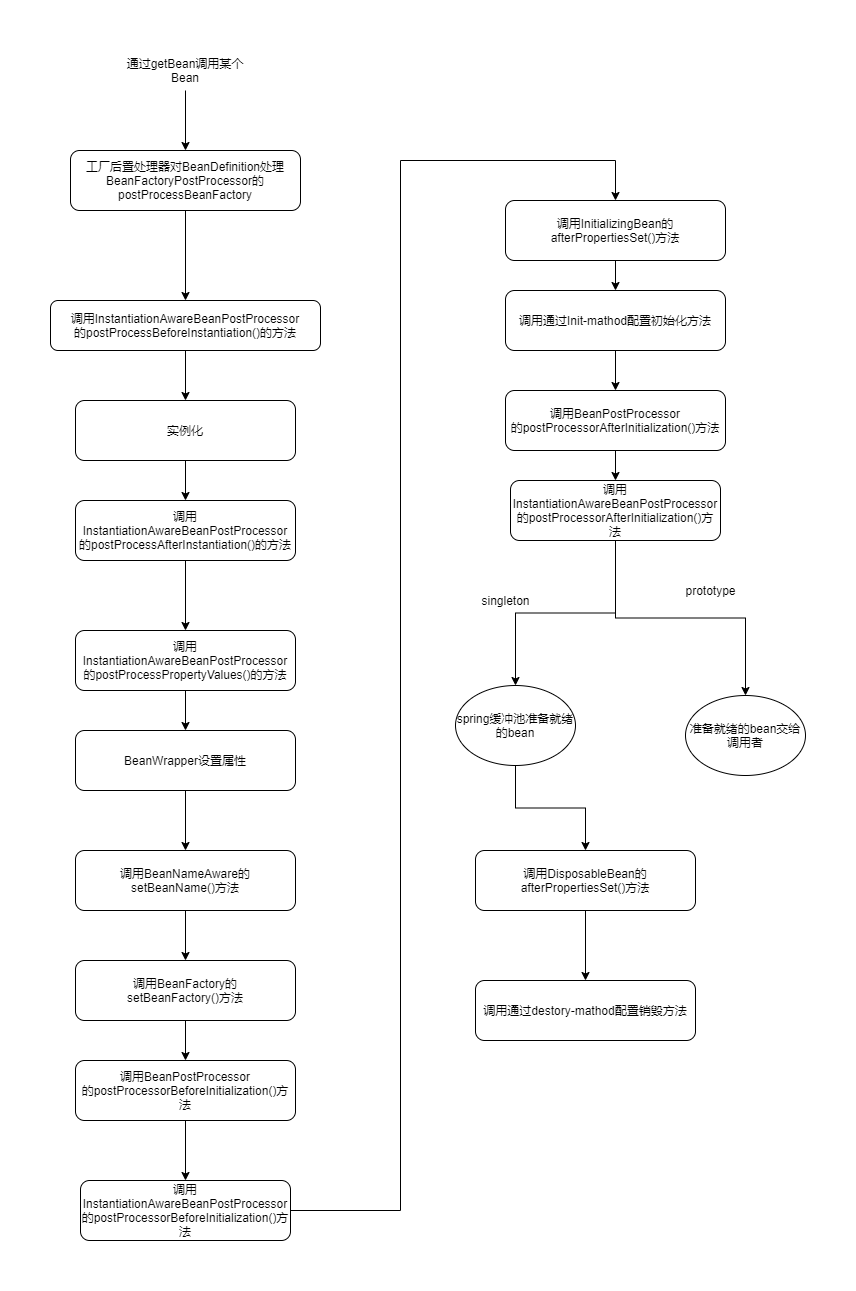 通过getBean调用某个
Bean
工厂后置处理器对BeanDefinition处理
BeanFactoryPostProcessor的
postProcessBeanFactory
调用InstantiationAwareBeanPostProcessor
的postProcessBeforeInstantiation()的方法
实例化
调用
InstantiationAwareBeanPostProcessor
的postProcessAfterInstantiation()的方法
调用
InstantiationAwareBeanPostProcessor
的postProcessPropertyValues()的方法
BeanWrapper设置属性
调用BeanNameAware的
setBeanName()方法
调用BeanFactory的
setBeanFactory()方法
调用BeanPostProcessor
的postProcessorBeforeInitialization()方
法
调用
InstantiationAwareBeanPostProcessor
的postProcessorBeforeInitialization()方
法
调用InitializingBean的
afterPropertiesSet()方法
调用通过Init-mathod配置初始化方法
调用BeanPostProcessor
的postProcessorAfterInitialization()方法
调用
InstantiationAwareBeanPostProcessor
的postProcessorAfterInitialization()方
法
singleton
prototype
spring缓冲池准备就绪
的bean
准备就绪的bean交给
调用者
调用DisposableBean的
afterPropertiesSet()方法
调用通过destory-mathod配置销毁方法